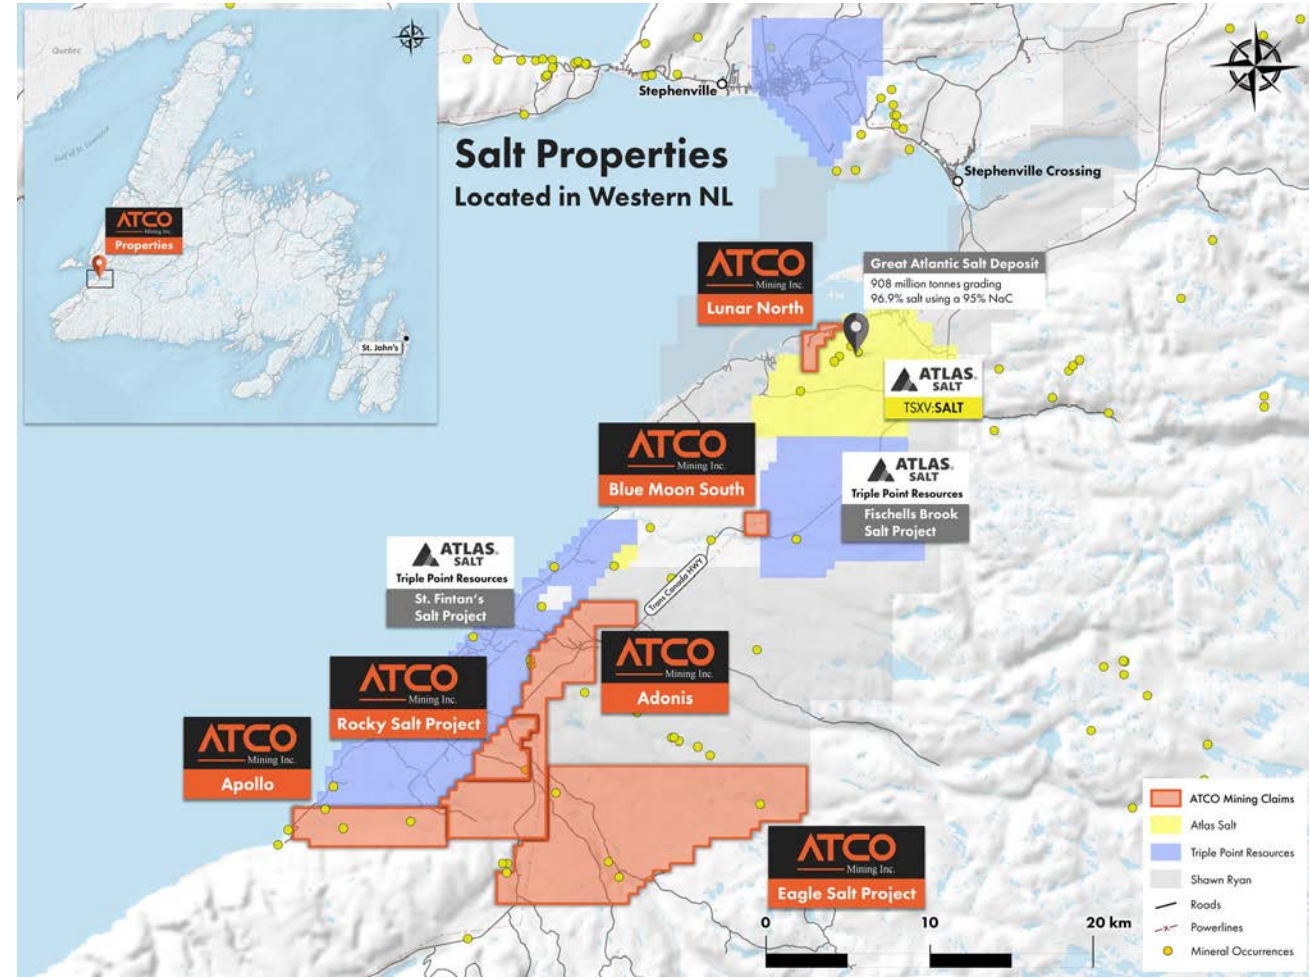 Quebec
Gulf of St. Lawrence
ATCO
Mining Inc.
Properties
St. John's
Salt Properties
Located in Western NL
Stephenville
Stephenville Crossing
ATCO
Mining Inc.
Lunar North
Great Atlantic Salt Deposit
908 million tonnes grading
96.9% salt using a 95% NaC
ATLAS
SALT
TSXV:SALT
ATCO
Mining Inc.
Blue Moon South
ATLAS
SALT
Triple Point Resources
Fischells Brook
Salt Project
ATLAS
SALT
Triple Point Resources
St. Fintan's
Salt Project
Trans Canada HWY
ATCO
Mining Inc.
Adonis
ATCO
Mining Inc.
Rocky Salt Project
ATCO
Mining Inc.
Apollo
ATCO
Mining Inc.
Eagle Salt Project
ATCO Mining Claims
Atlas Salt
Triple Point Resources
Shawn Ryan
Roads
Powerlines
Mineral Occurrences
0 10 20 km